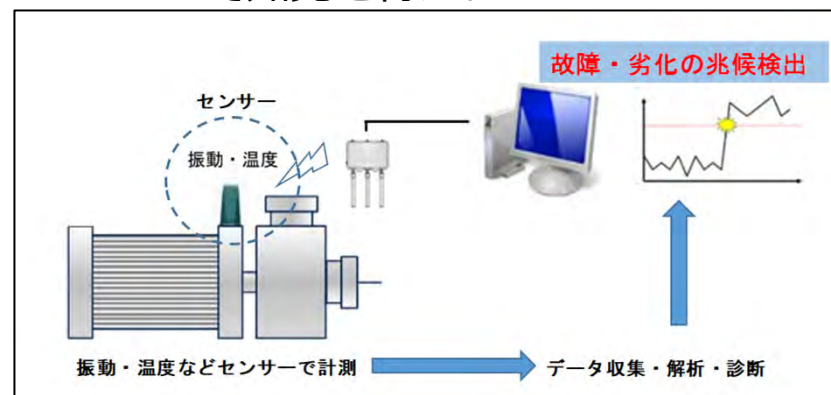 故障・劣化の兆候検出
センサー
振動・温度
振動・温度などセンサーで計測
データ収集・解析・診断